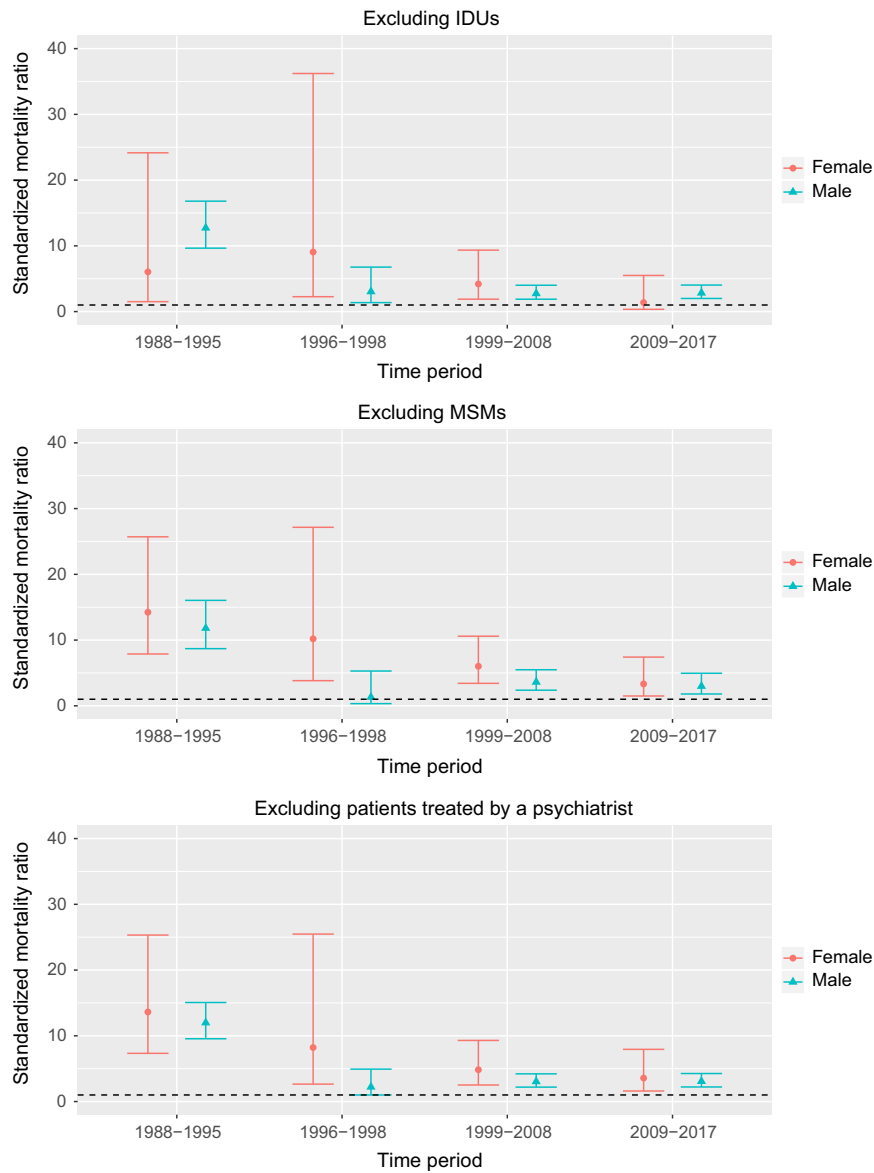 Excluding IDUs
Standardized mortality ratio
40
30
20
10
0
1988−1995 1996−1998 1999−2008 2009−2017
Time period
Female
Male
Excluding MSMs
Standardized mortality ratio
40
30
20
10
0
1988−1995 1996−1998 1999−2008 2009−2017
Time period
Female
Male
Excluding patients treated by a psychiatrist
Standardized mortality ratio
40
30
20
10
0
1988−1995 1996−1998 1999−2008 2009−2017
Time period
Female
Male